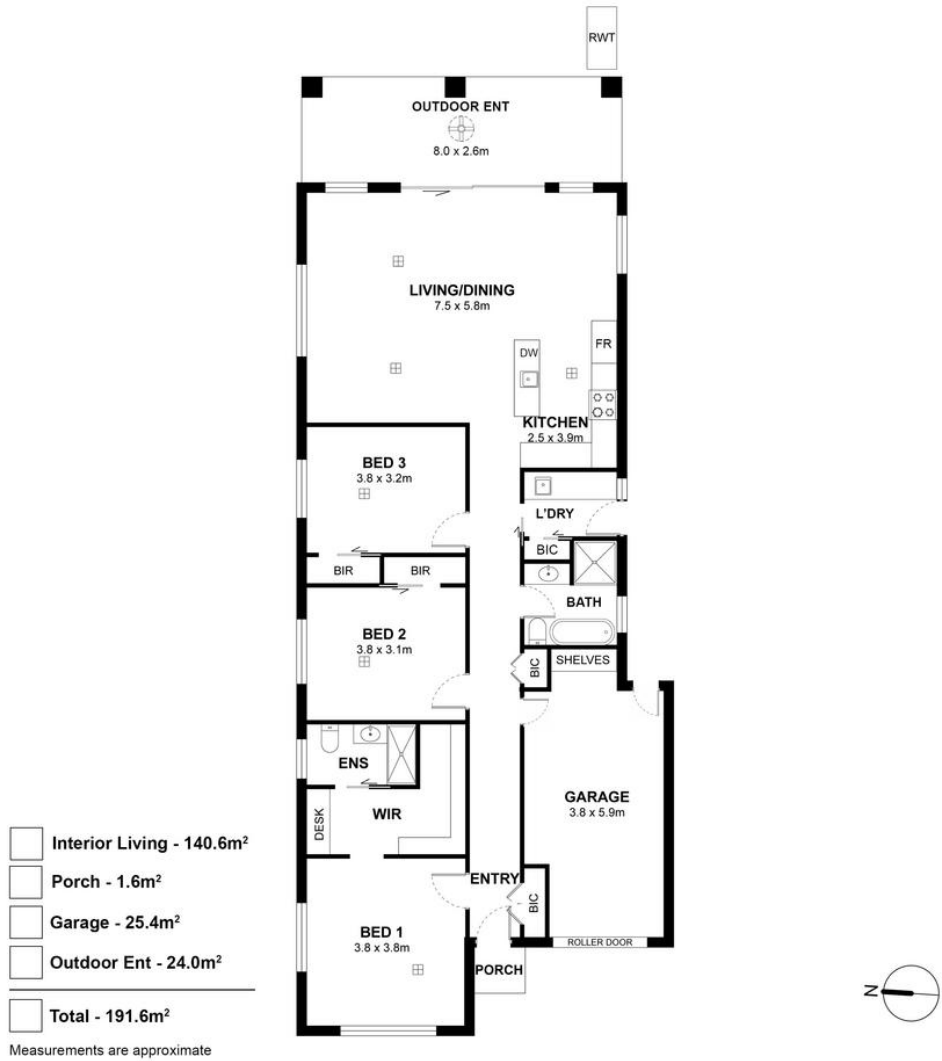 RWT
OUTDOOR ENT
8.0 x 2.6m
LIVING/DINING
7.5 x 5.8m
DW
FR
KITCHEN
2.5 x 3.9m
BED 3
3.8 x 3.2m
L'DRY
BIC
BIR
BIR
BATH
BED 2
3.8 x 3.1m
BIC
SHELVES
ENS
WIR
DESK
GARAGE
3.8 x 5.9m
ENTRY
BIC
BED 1
3.8 x 3.8m
ROLLER DOOR
PORCH
Interior Living - 140.6m²
Porch - 1.6m²
Garage - 25.4m²
Outdoor Ent - 24.0m²
Total - 191.6m²
Measurements are approximate
N